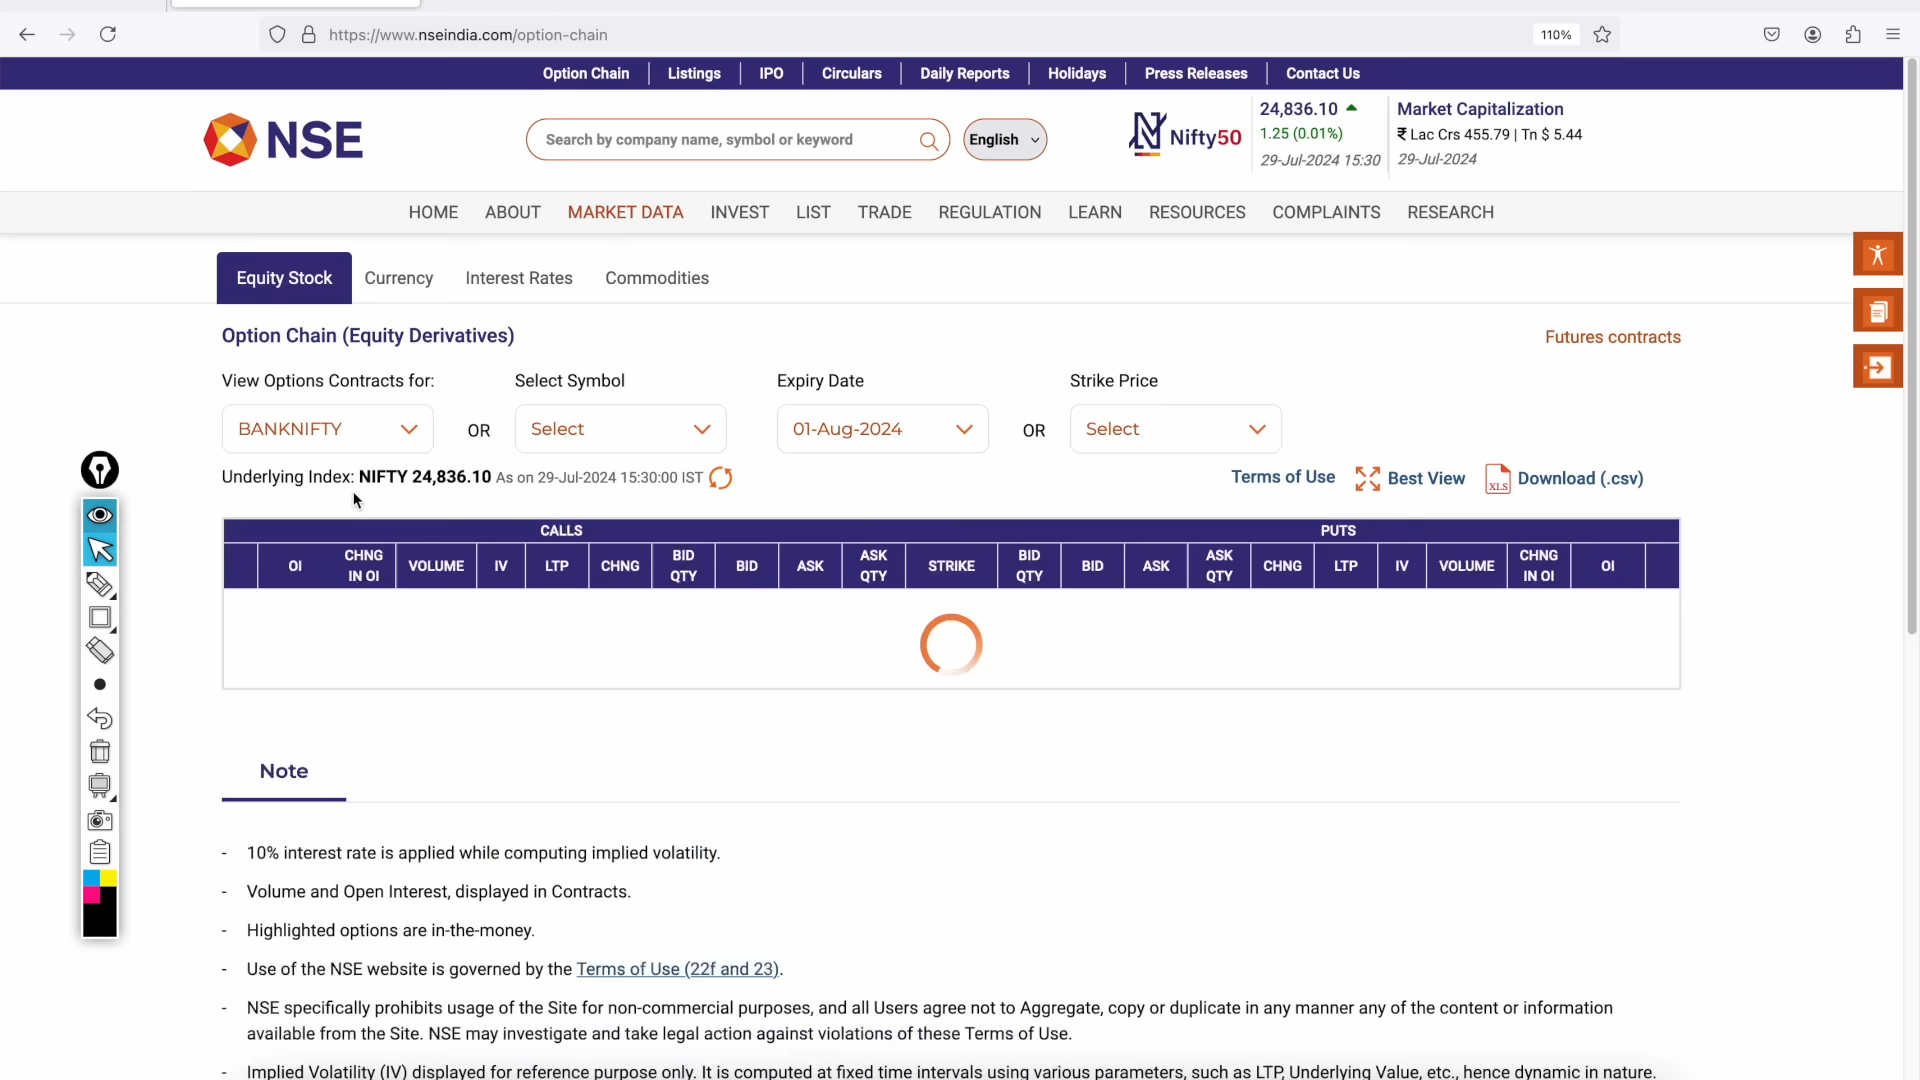 https://www.nseindia.com/option-chain
110%
Option Chain
Listings
IPO
Circulars
Daily Reports
Holidays
Press Releases
Contact Us
NSE
Search by company name, symbol or keyword
English
Nifty50
24,836.10
1.25 (0.01%)
29-Jul-2024 15:30
Market Capitalization
₹ Lac Crs 455.79 | Tn $ 5.44
29-Jul-2024
HOME
ABOUT
MARKET DATA
INVEST
LIST
TRADE
REGULATION
LEARN
RESOURCES
COMPLAINTS
RESEARCH
Equity Stock
Currency
Interest Rates
Commodities
Option Chain (Equity Derivatives)
Futures contracts
View Options Contracts for:
Select Symbol
Expiry Date
Strike Price
BANKNIFTY
OR
Select
01-Aug-2024
OR
Select
Underlying Index: NIFTY 24,836.10 As on 29-Jul-2024 15:30:00 IST
Terms of Use
Best View
XLS
Download (.csv)
CALLS
PUTS
OI
CHNG
IN OI
VOLUME
IV
LTP
CHNG
BID
QTY
BID
ASK
ASK
QTY
STRIKE
BID
QTY
BID
ASK
ASK
QTY
CHNG
LTP
IV
VOLUME
CHNG
IN OI
OI
Note
- 10% interest rate is applied while computing implied volatility.
- Volume and Open Interest, displayed in Contracts.
- Highlighted options are in-the-money.
- Use of the NSE website is governed by the Terms of Use (22f and 23).
- NSE specifically prohibits usage of the Site for non-commercial purposes, and all Users agree not to Aggregate, copy or duplicate in any manner any of the content or information
available from the Site. NSE may investigate and take legal action against violations of these Terms of Use.
- Implied Volatility (IV) displayed for reference purpose only. It is computed at fixed time intervals using various parameters, such as LTP, Underlying Value, etc., hence dynamic in nature.